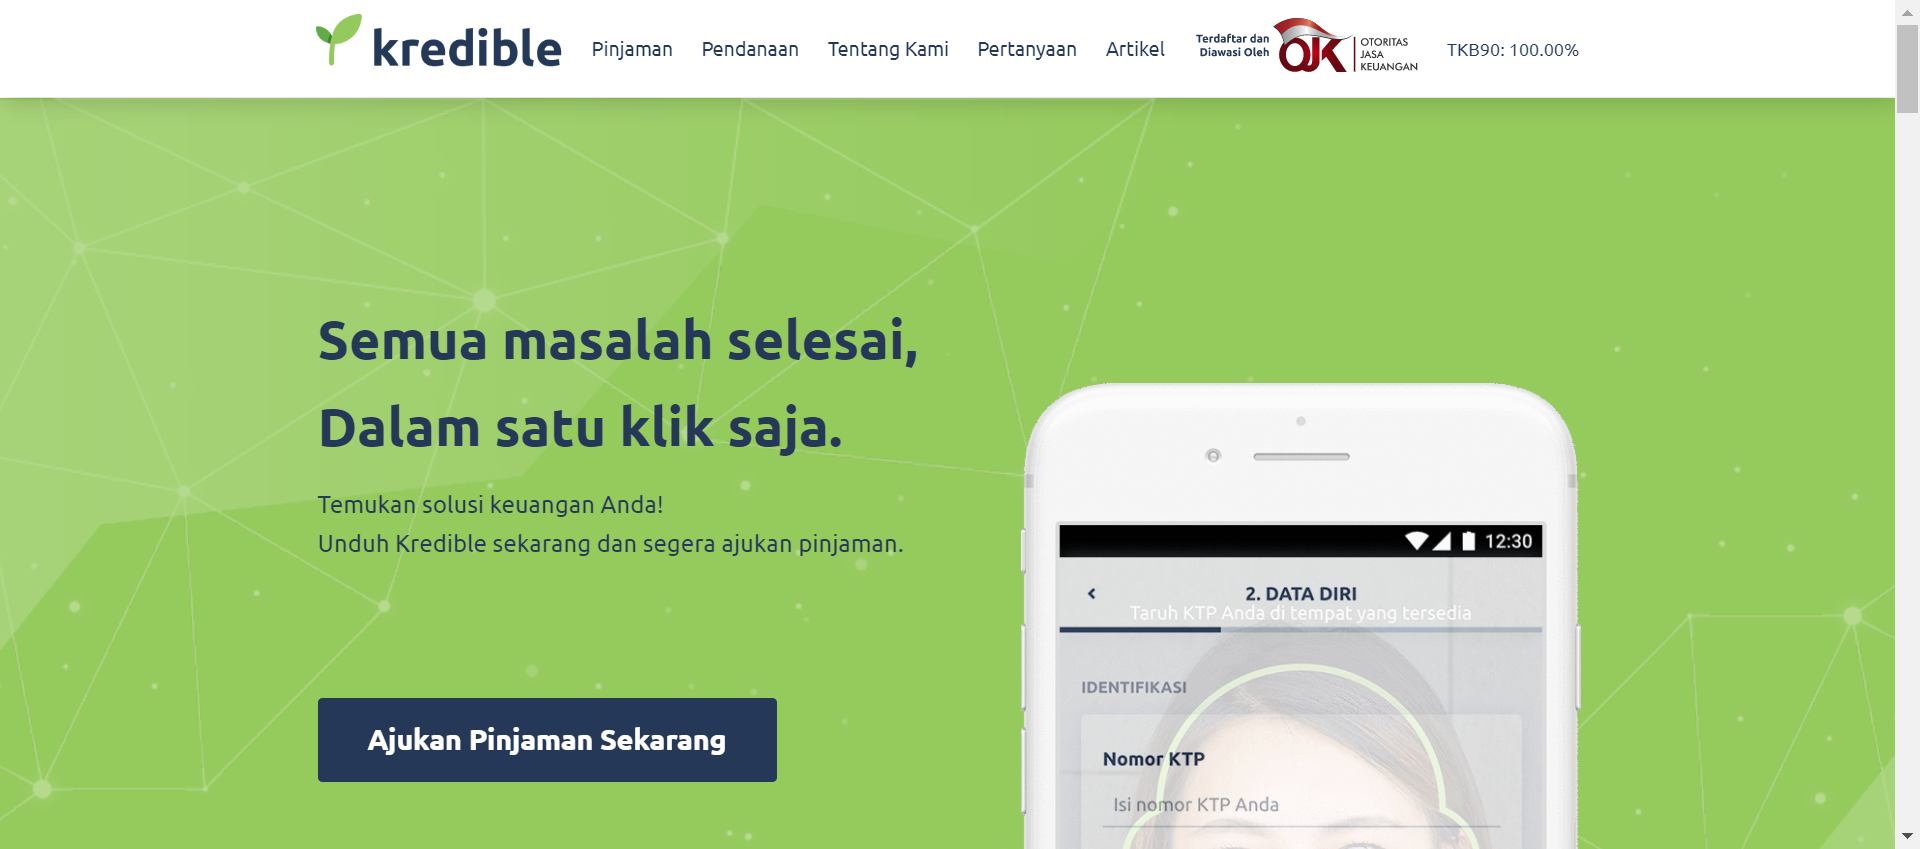 kredible
Pinjaman
Pendanaan
Tentang Kami
Pertanyaan
Artikel
Terdaftar dan
Diawasi Oleh
OJK
OTORITAS
JASA
KEUANGAN
TKB90: 100.00%
Semua masalah selesai,
Dalam satu klik saja.
Temukan solusi keuangan Anda!
Unduh Kredible sekarang dan segera ajukan pinjaman.
Ajukan Pinjaman Sekarang
12:30
2. DATA DIRI
Taruh KTP Anda di tempat yang tersedia
IDENTIFIKASI
Nomor KTP
Isi nomor KTP Anda